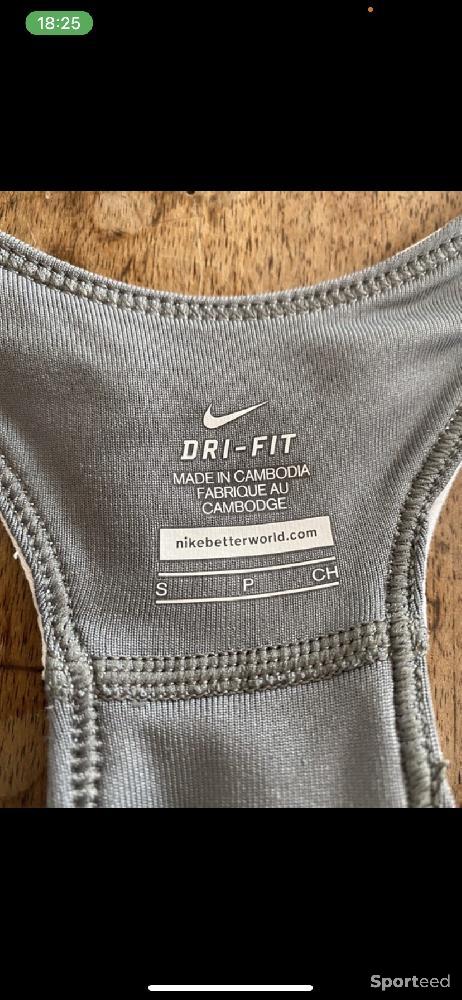 18:25
DRI-FIT
MADE IN CAMBODIA
FABRIQUE AU
CAMBODGE
nikebetterworld.com
S P CH
Sporteed